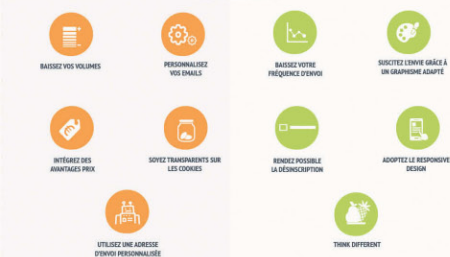 BAISSEZ VOS VOLUMES
PERSONNALISEZ
VOS EMAILS
BAISSEZ VOTRE
FRÉQUENCE D'ENVOI
SUSCITEZ L'ENVIE GRÂCE À
UN GRAPHISME ADAPTÉ
INTÉGREZ DES
AVANTAGES PRIX
SOYEZ TRANSPARENTS SUR
LES COOKIES
RENDEZ POSSIBLE
LA DÉSINSCRIPTION
ADOPTEZ LE RESPONSIVE
DESIGN
UTILISEZ UNE ADRESSE
D'ENVOI PERSONNALISÉE
THINK DIFFERENT